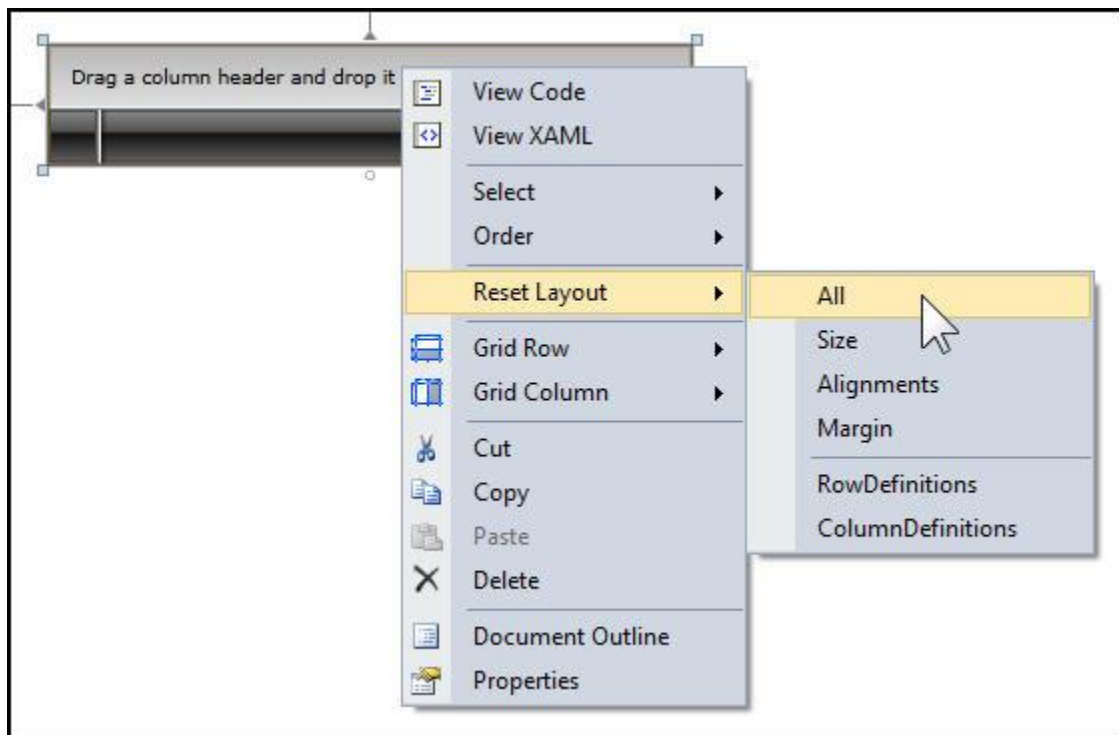 Drag a column header and drop it
View Code
View XAML
Select
Order
Reset Layout
Grid Row
Grid Column
Cut
Copy
Paste
Delete
Document Outline
Properties
All
Size
Alignments
Margin
RowDefinitions
ColumnDefinitions